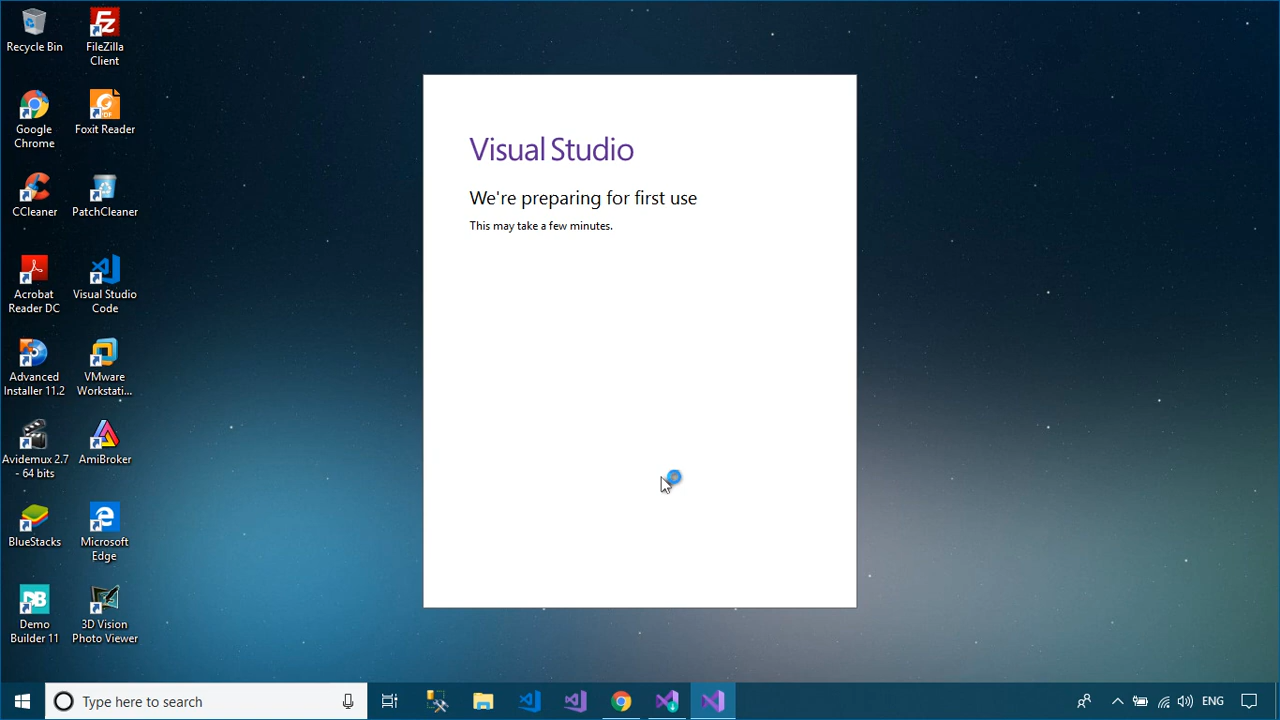 Recycle Bin
FileZilla
Client
Google
Chrome
Foxit Reader
PDF
CCleaner
PatchCleaner
Acrobat
Reader DC
Visual Studio
Code
Advanced
Installer 11.2
VMware
Workstati...
Avidemux 2.7
- 64 bits
AmiBroker
BlueStacks
Microsoft
Edge
DB
Demo
Builder 11
3D Vision
Photo Viewer
Visual Studio
We're preparing for first use
This may take a few minutes.
Type here to search
ENG